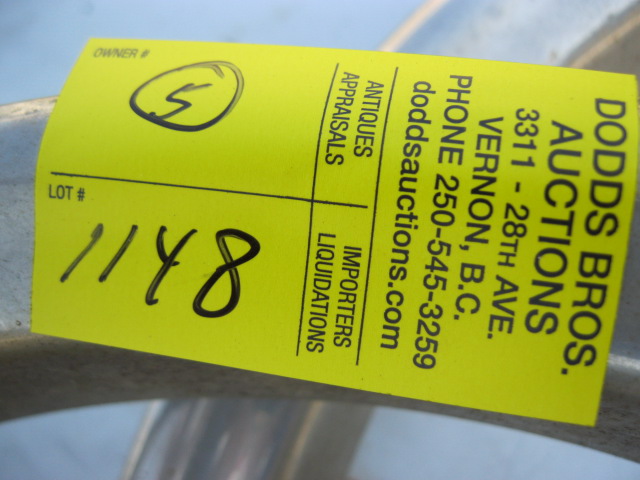 DODDS BROS.
AUCTIONS
3311 - 28TH AVE.
VERNON, B.C.
PHONE 250-545-3259
doddsauctions.com
ANTIQUES
APPRAISALS
IMPORTERS
LIQUIDATIONS
OWNER #
5
LOT #
1148